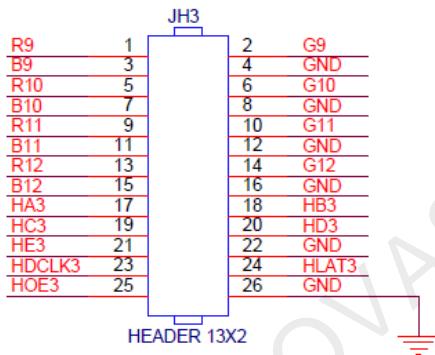 JH3
R9 1 2 G9
B9 3 4 GND
R10 5 6 G10
B10 7 8 GND
R11 9 10 G11
B11 11 12 GND
R12 13 14 G12
B12 15 16 GND
HA3 17 18 HB3
HC3 19 20 HD3
HE3 21 22 GND
HDCLK3 23 24 HLAT3
HOE3 25 26 GND
HEADER 13X2
OVAS